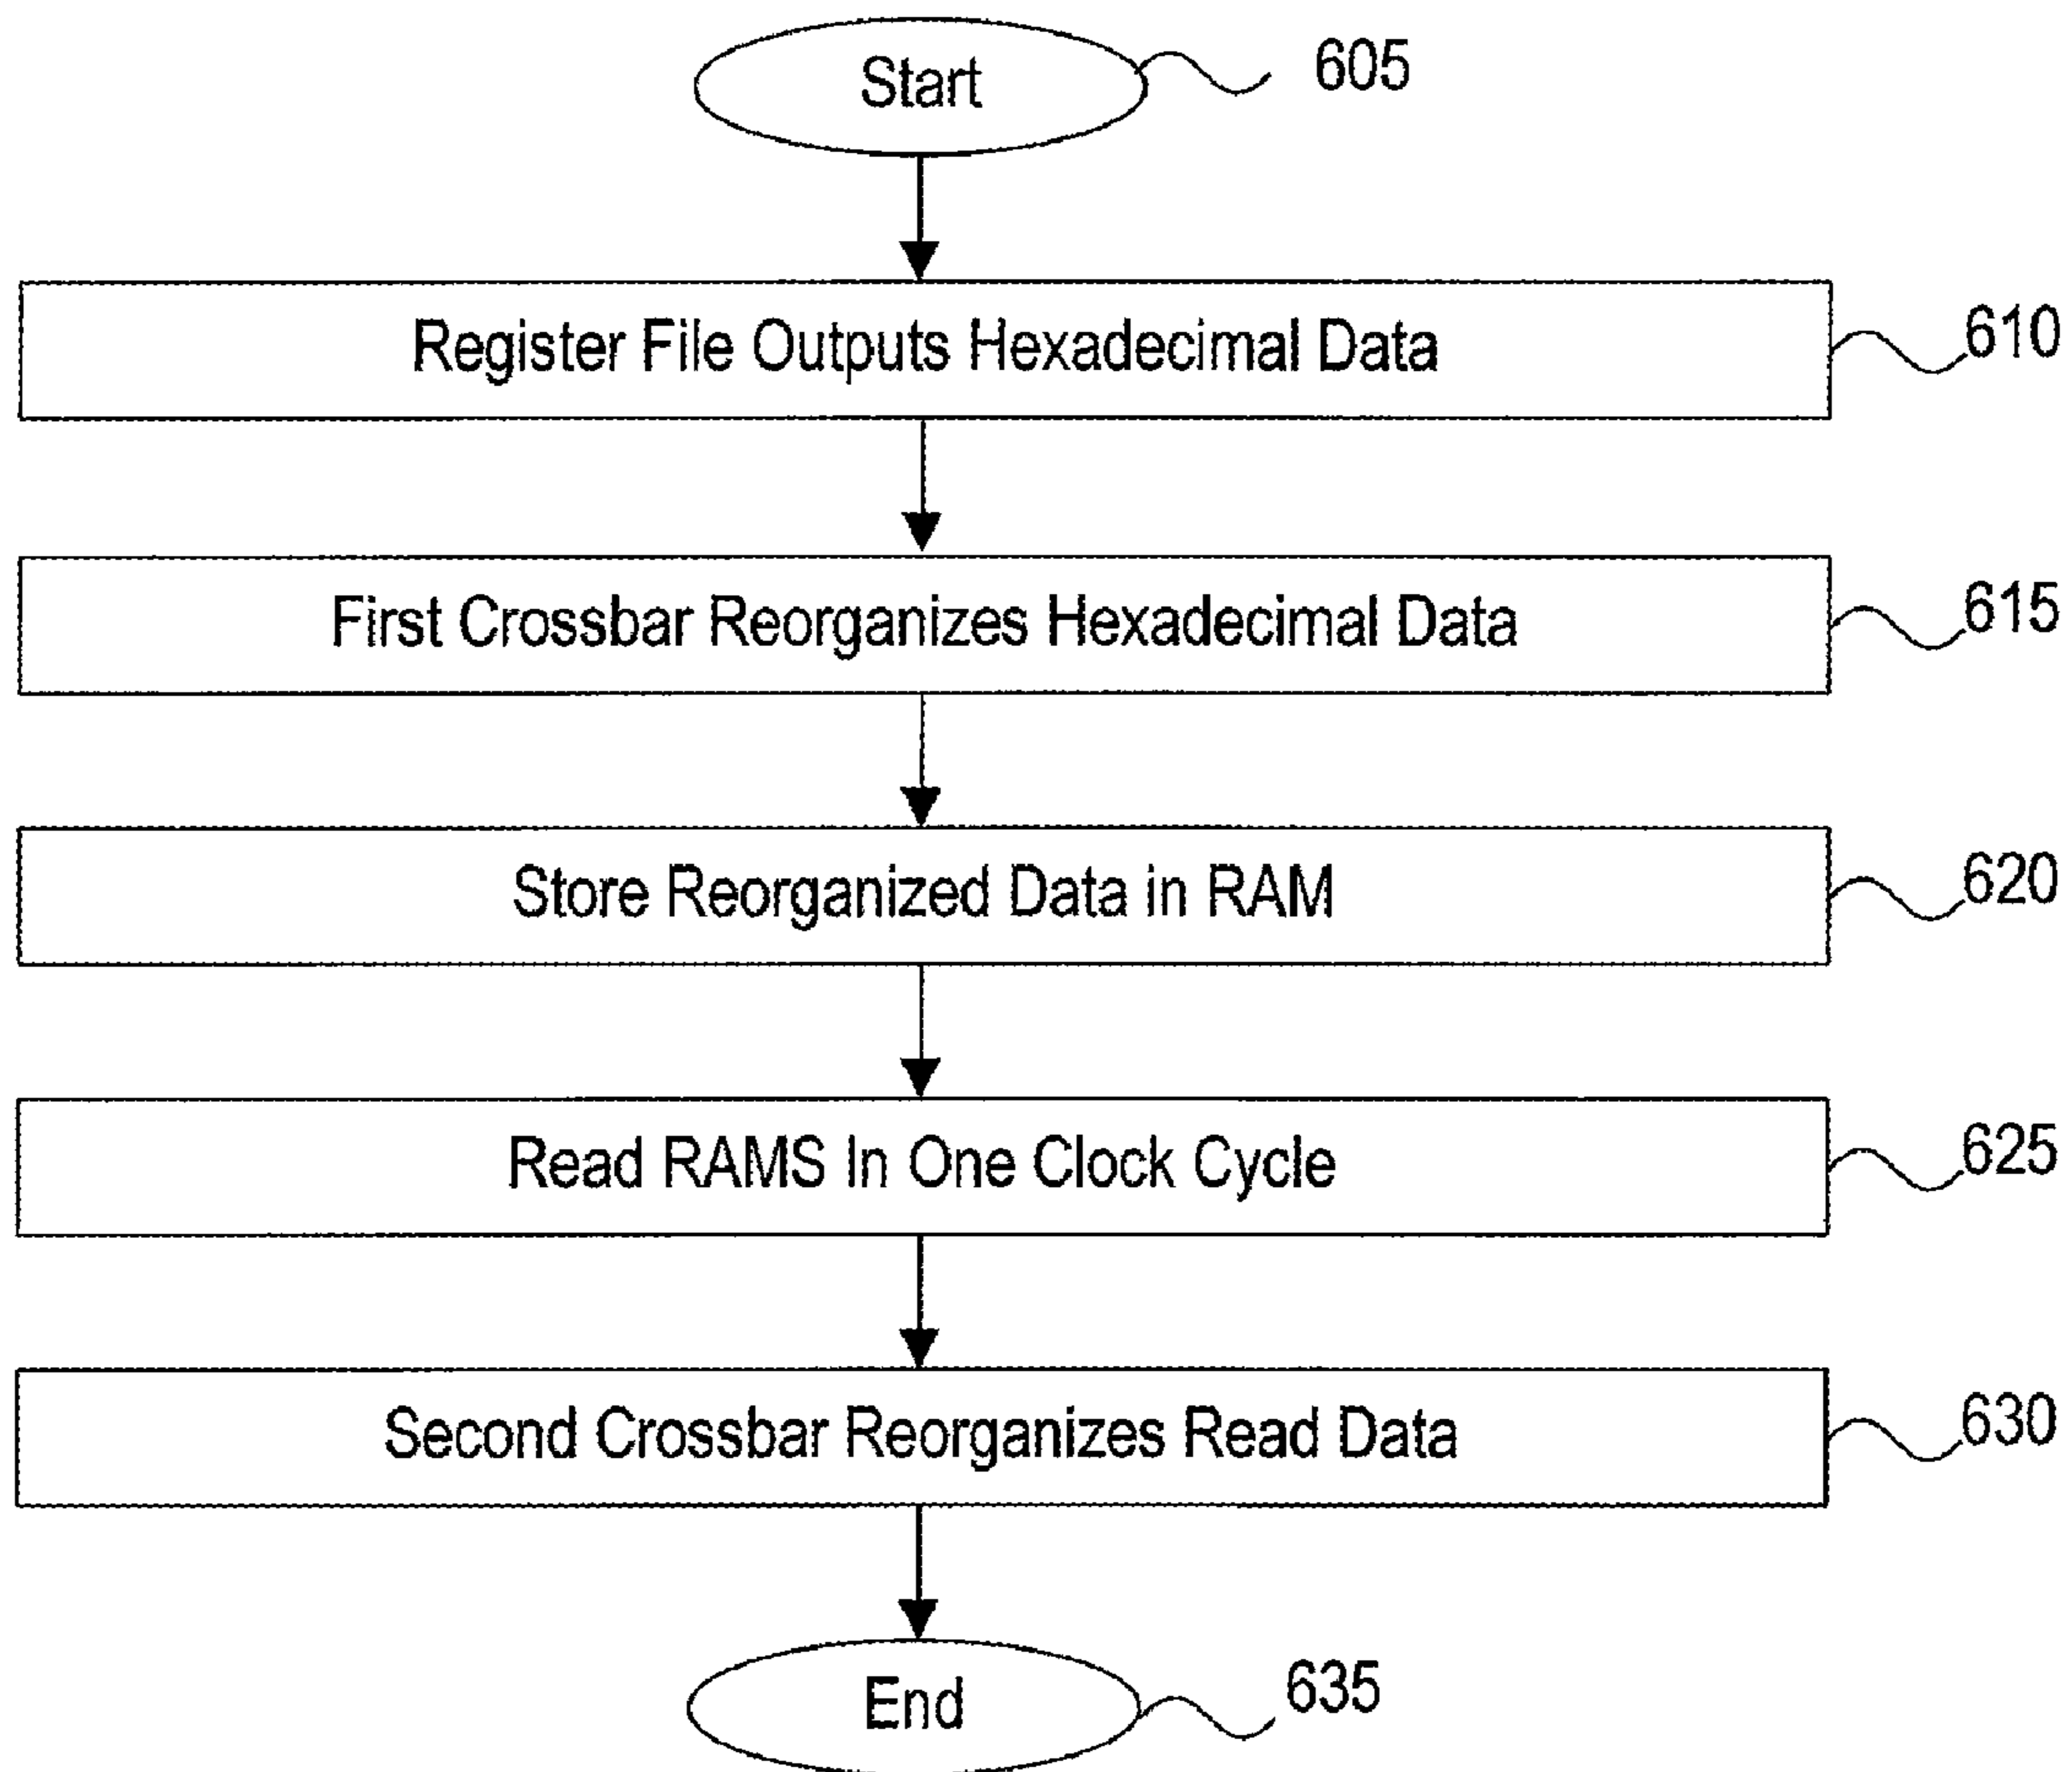 Start 605
Register File Outputs Hexadecimal Data 610
First Crossbar Reorganizes Hexadecimal Data 615
Store Reorganized Data in RAM 620
Read RAMS In One Clock Cycle 625
Second Crossbar Reorganizes Read Data 630
End 635